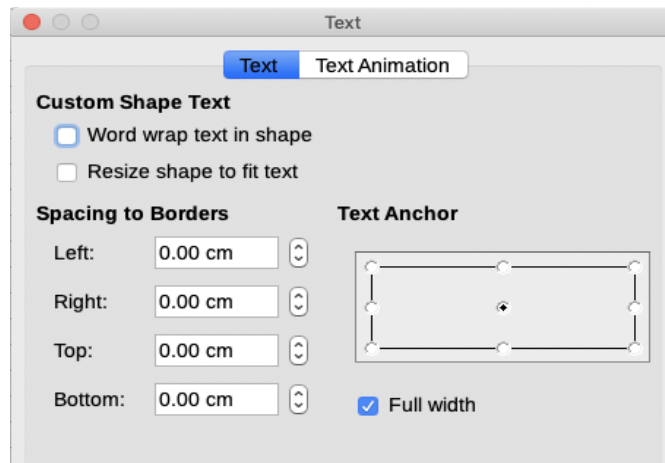 Text
Text Text Animation
Custom Shape Text
Word wrap text in shape
Resize shape to fit text
Spacing to Borders
Left: 0.00 cm
Right: 0.00 cm
Top: 0.00 cm
Bottom: 0.00 cm
Text Anchor
Full width